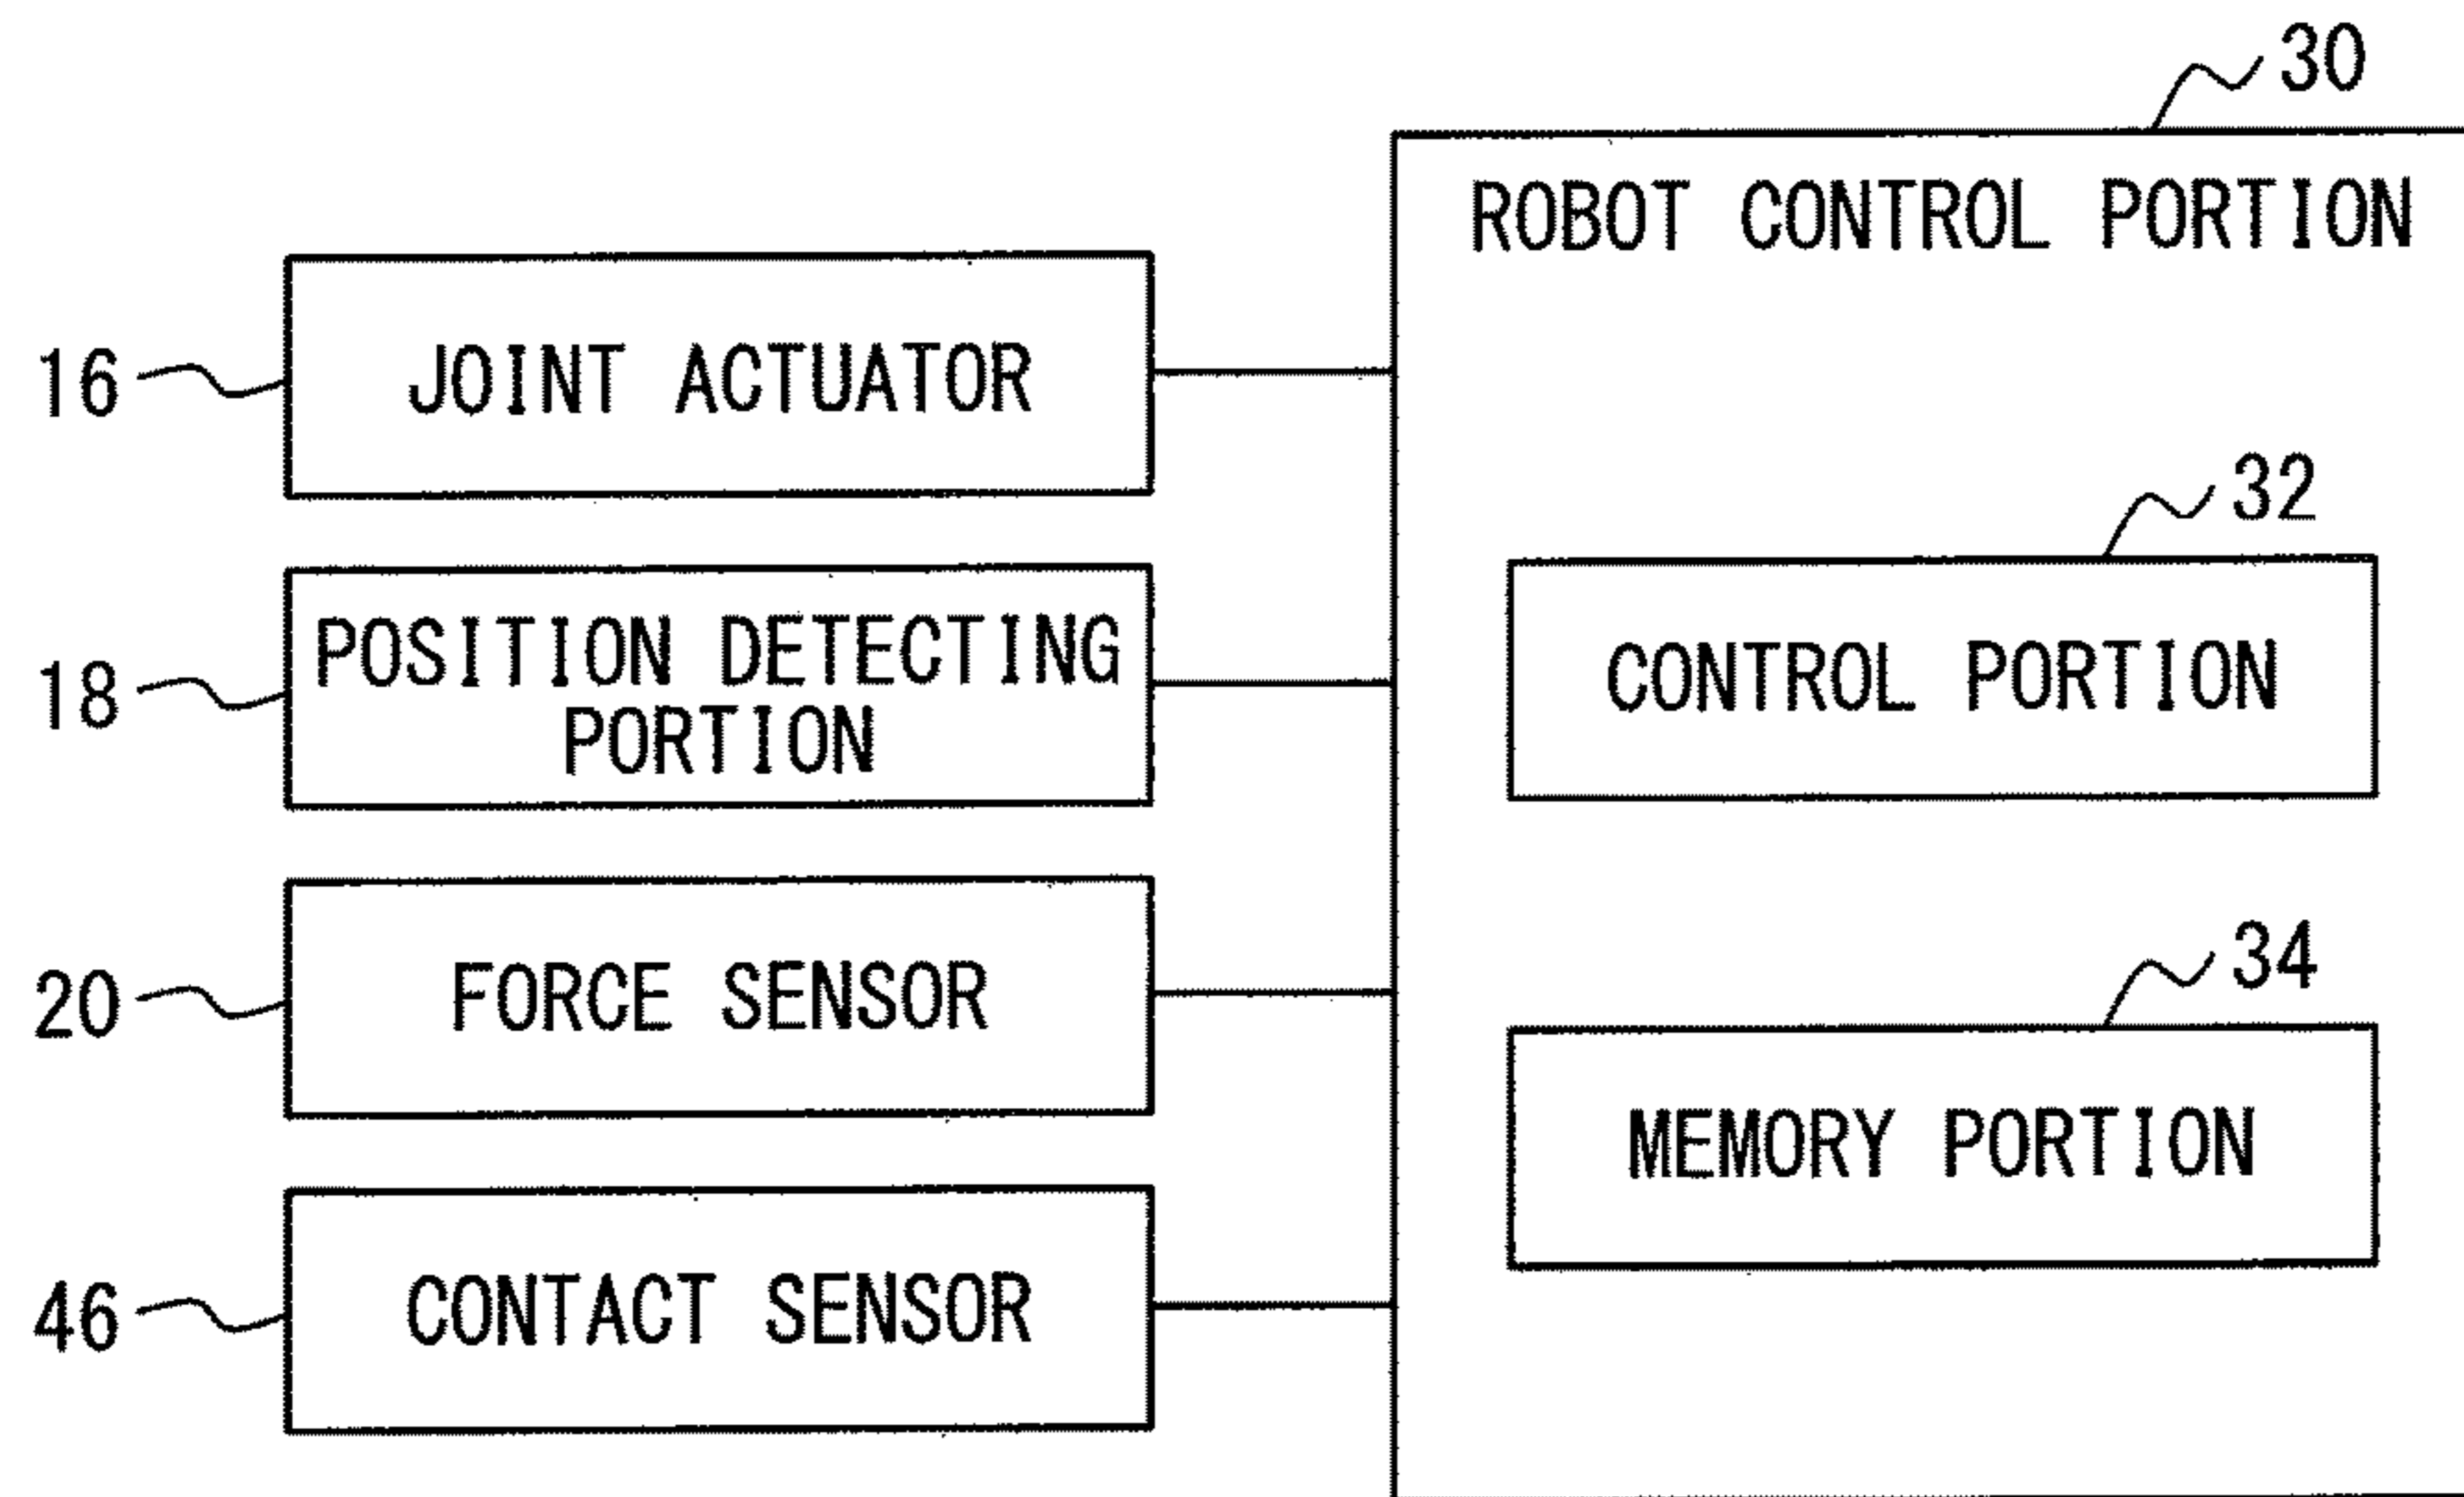 30
ROBOT CONTROL PORTION
16
JOINT ACTUATOR
32
18
POSITION DETECTING
PORTION
CONTROL PORTION
20
FORCE SENSOR
34
MEMORY PORTION
46
CONTACT SENSOR